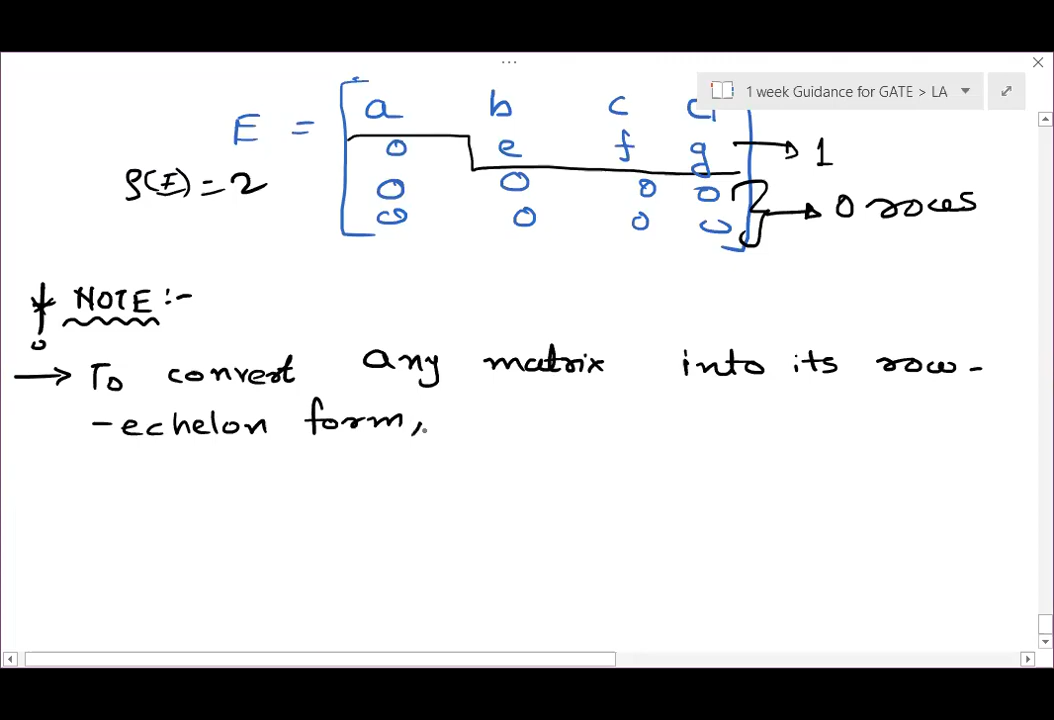 1 week Guidance for GATE > LA
a b c d
E = 0 e f g → 1
ρ(E) = 2 0 0 0 0 → 0 rows
0 0 0 0
* NOTE :-
→ To convert any matrix into its row-
-echelon form,